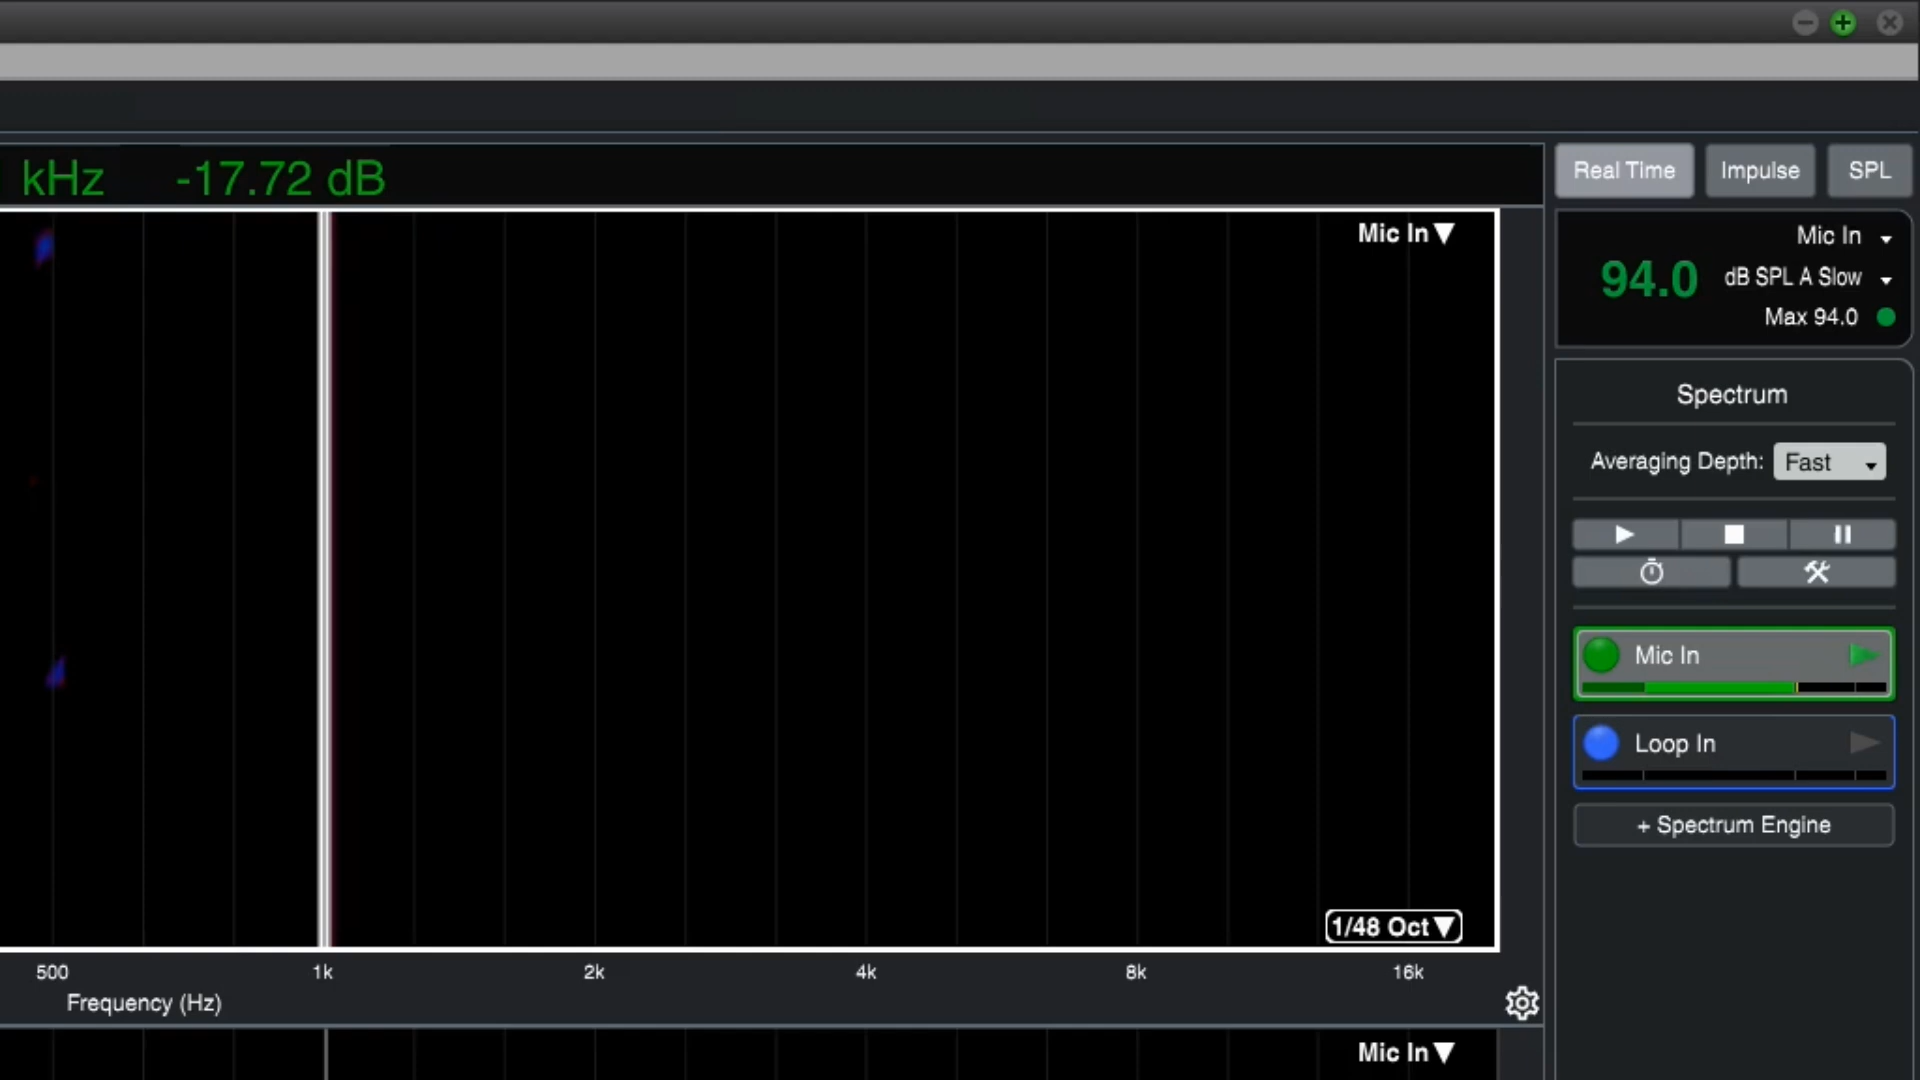 kHz -17.72 dB
Real Time Impulse SPL
Mic In
94.0 dB SPL A Slow
Max 94.0
Mic In
Spectrum
Averaging Depth: Fast
Mic In
Loop In
+ Spectrum Engine
1/48 Oct
500 1k 2k 4k 8k 16k
Frequency (Hz)
Mic In